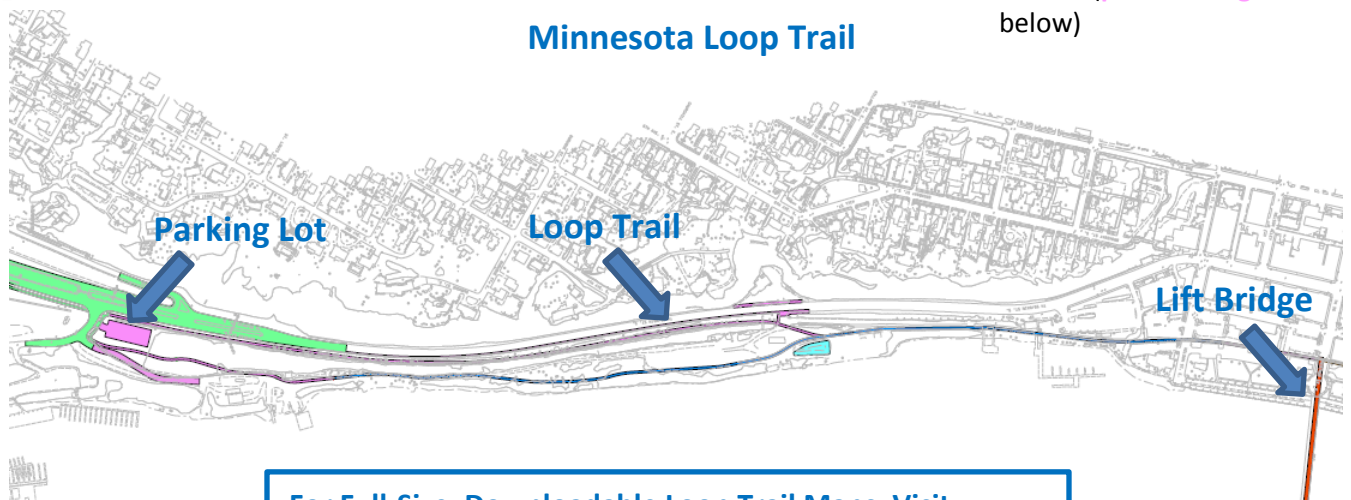 below)
Minnesota Loop Trail
Parking Lot
Loop Trail
Lift Bridge